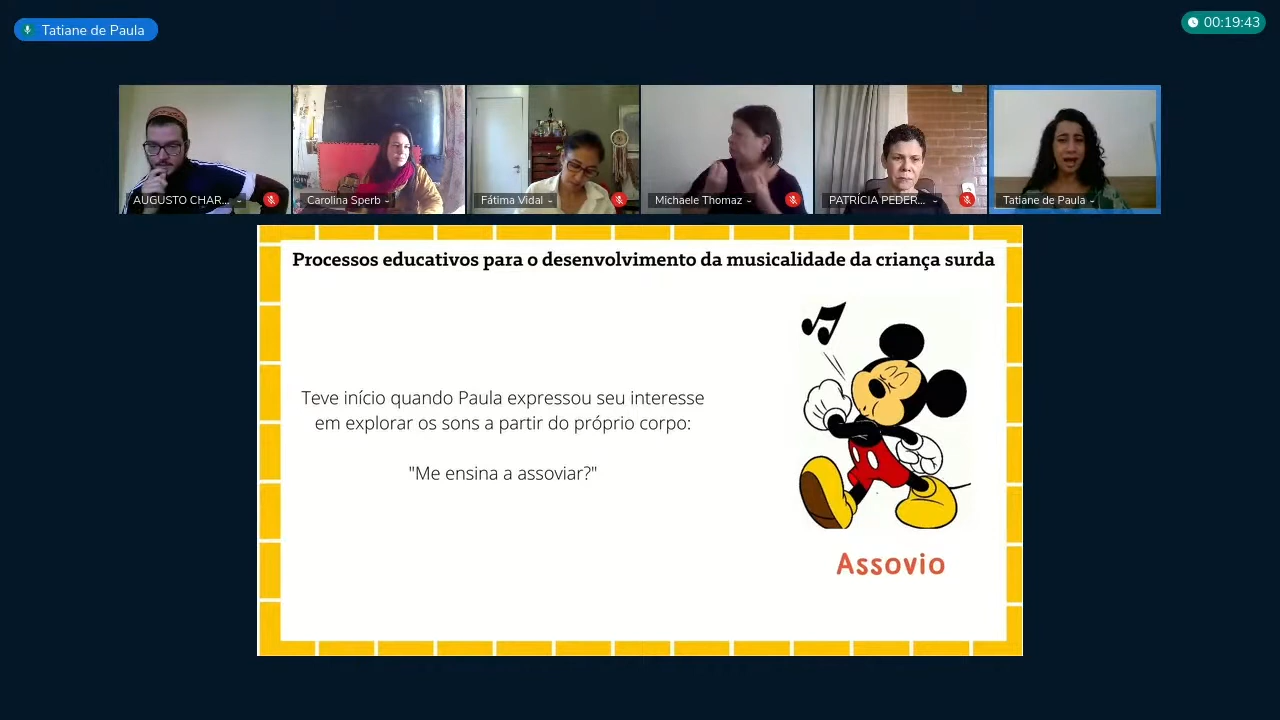 Tatiane de Paula
00:19:43
AUGUSTO CHAR...
Carolina Sperb
Fátima Vidal
Michaele Thomaz
PATRÍCIA PEDER...
Tatiane de Paula
Processos educativos para o desenvolvimento da musicalidade da criança surda
Teve início quando Paula expressou seu interesse
em explorar os sons a partir do próprio corpo:
"Me ensina a assoviar?"
Assovio